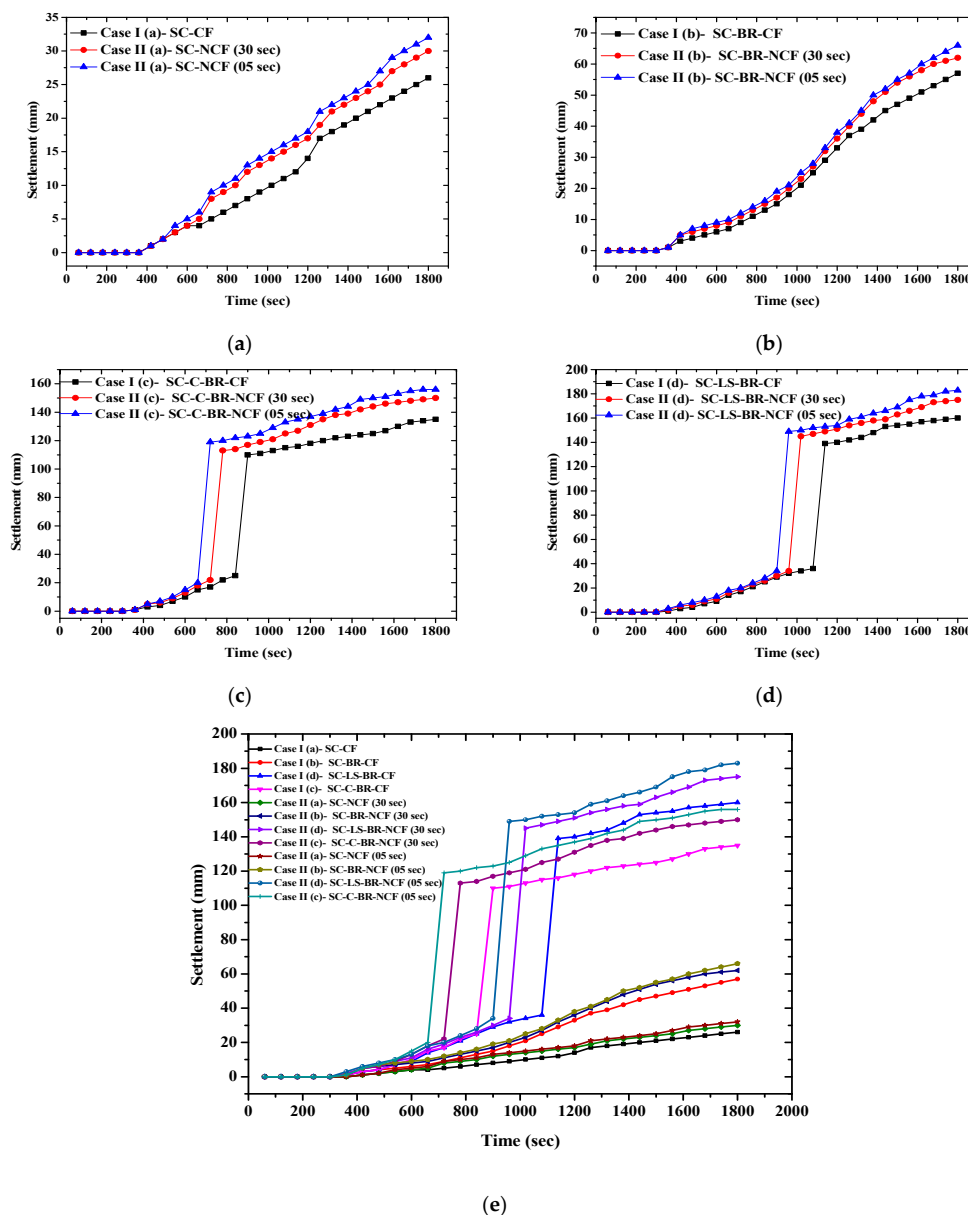 Case I (a)- SC-CF
Case II (a)- SC-NCF (30 sec)
Case II (a)- SC-NCF (05 sec)
Settlement (mm)
35
30
25
20
15
10
5
0
0 200 400 600 800 1000 1200 1400 1600 1800
Time (sec)
(a)
Case I (b)- SC-BR-CF
Case II (b)- SC-BR-NCF (30 sec)
Case II (b)- SC-BR-NCF (05 sec)
Settlement (mm)
70
60
50
40
30
20
10
0
0 200 400 600 800 1000 1200 1400 1600 1800
Time (sec)
(b)
Case I (c)- SC-C-BR-CF
Case II (c)- SC-C-BR-NCF (30 sec)
Case II (c)- SC-C-BR-NCF (05 sec)
Settlement (mm)
160
140
120
100
80
60
40
20
0
0 200 400 600 800 1000 1200 1400 1600 1800
Time (sec)
(c)
Case I (d)- SC-LS-BR-CF
Case II (d)- SC-LS-BR-NCF (30 sec)
Case II (d)- SC-LS-BR-NCF (05 sec)
Settlement (mm)
200
180
160
140
120
100
80
60
40
20
0
0 200 400 600 800 1000 1200 1400 1600 1800
Time (sec)
(d)
Case I (a)- SC-CF
Case I (b)- SC-BR-CF
Case I (d)- SC-LS-BR-CF
Case I (c)- SC-C-BR-CF
Case II (a)- SC-NCF (30 sec)
Case II (b)- SC-BR-NCF (30 sec)
Case II (d)- SC-LS-BR-NCF (30 sec)
Case II (c)- SC-C-BR-NCF (30 sec)
Case II (a)- SC-NCF (05 sec)
Case II (b)- SC-BR-NCF (05 sec)
Case II (d)- SC-LS-BR-NCF (05 sec)
Case II (c)- SC-C-BR-NCF (05 sec)
Settlement (mm)
200
180
160
140
120
100
80
60
40
20
0
0 200 400 600 800 1000 1200 1400 1600 1800 2000
Time (sec)
(e)